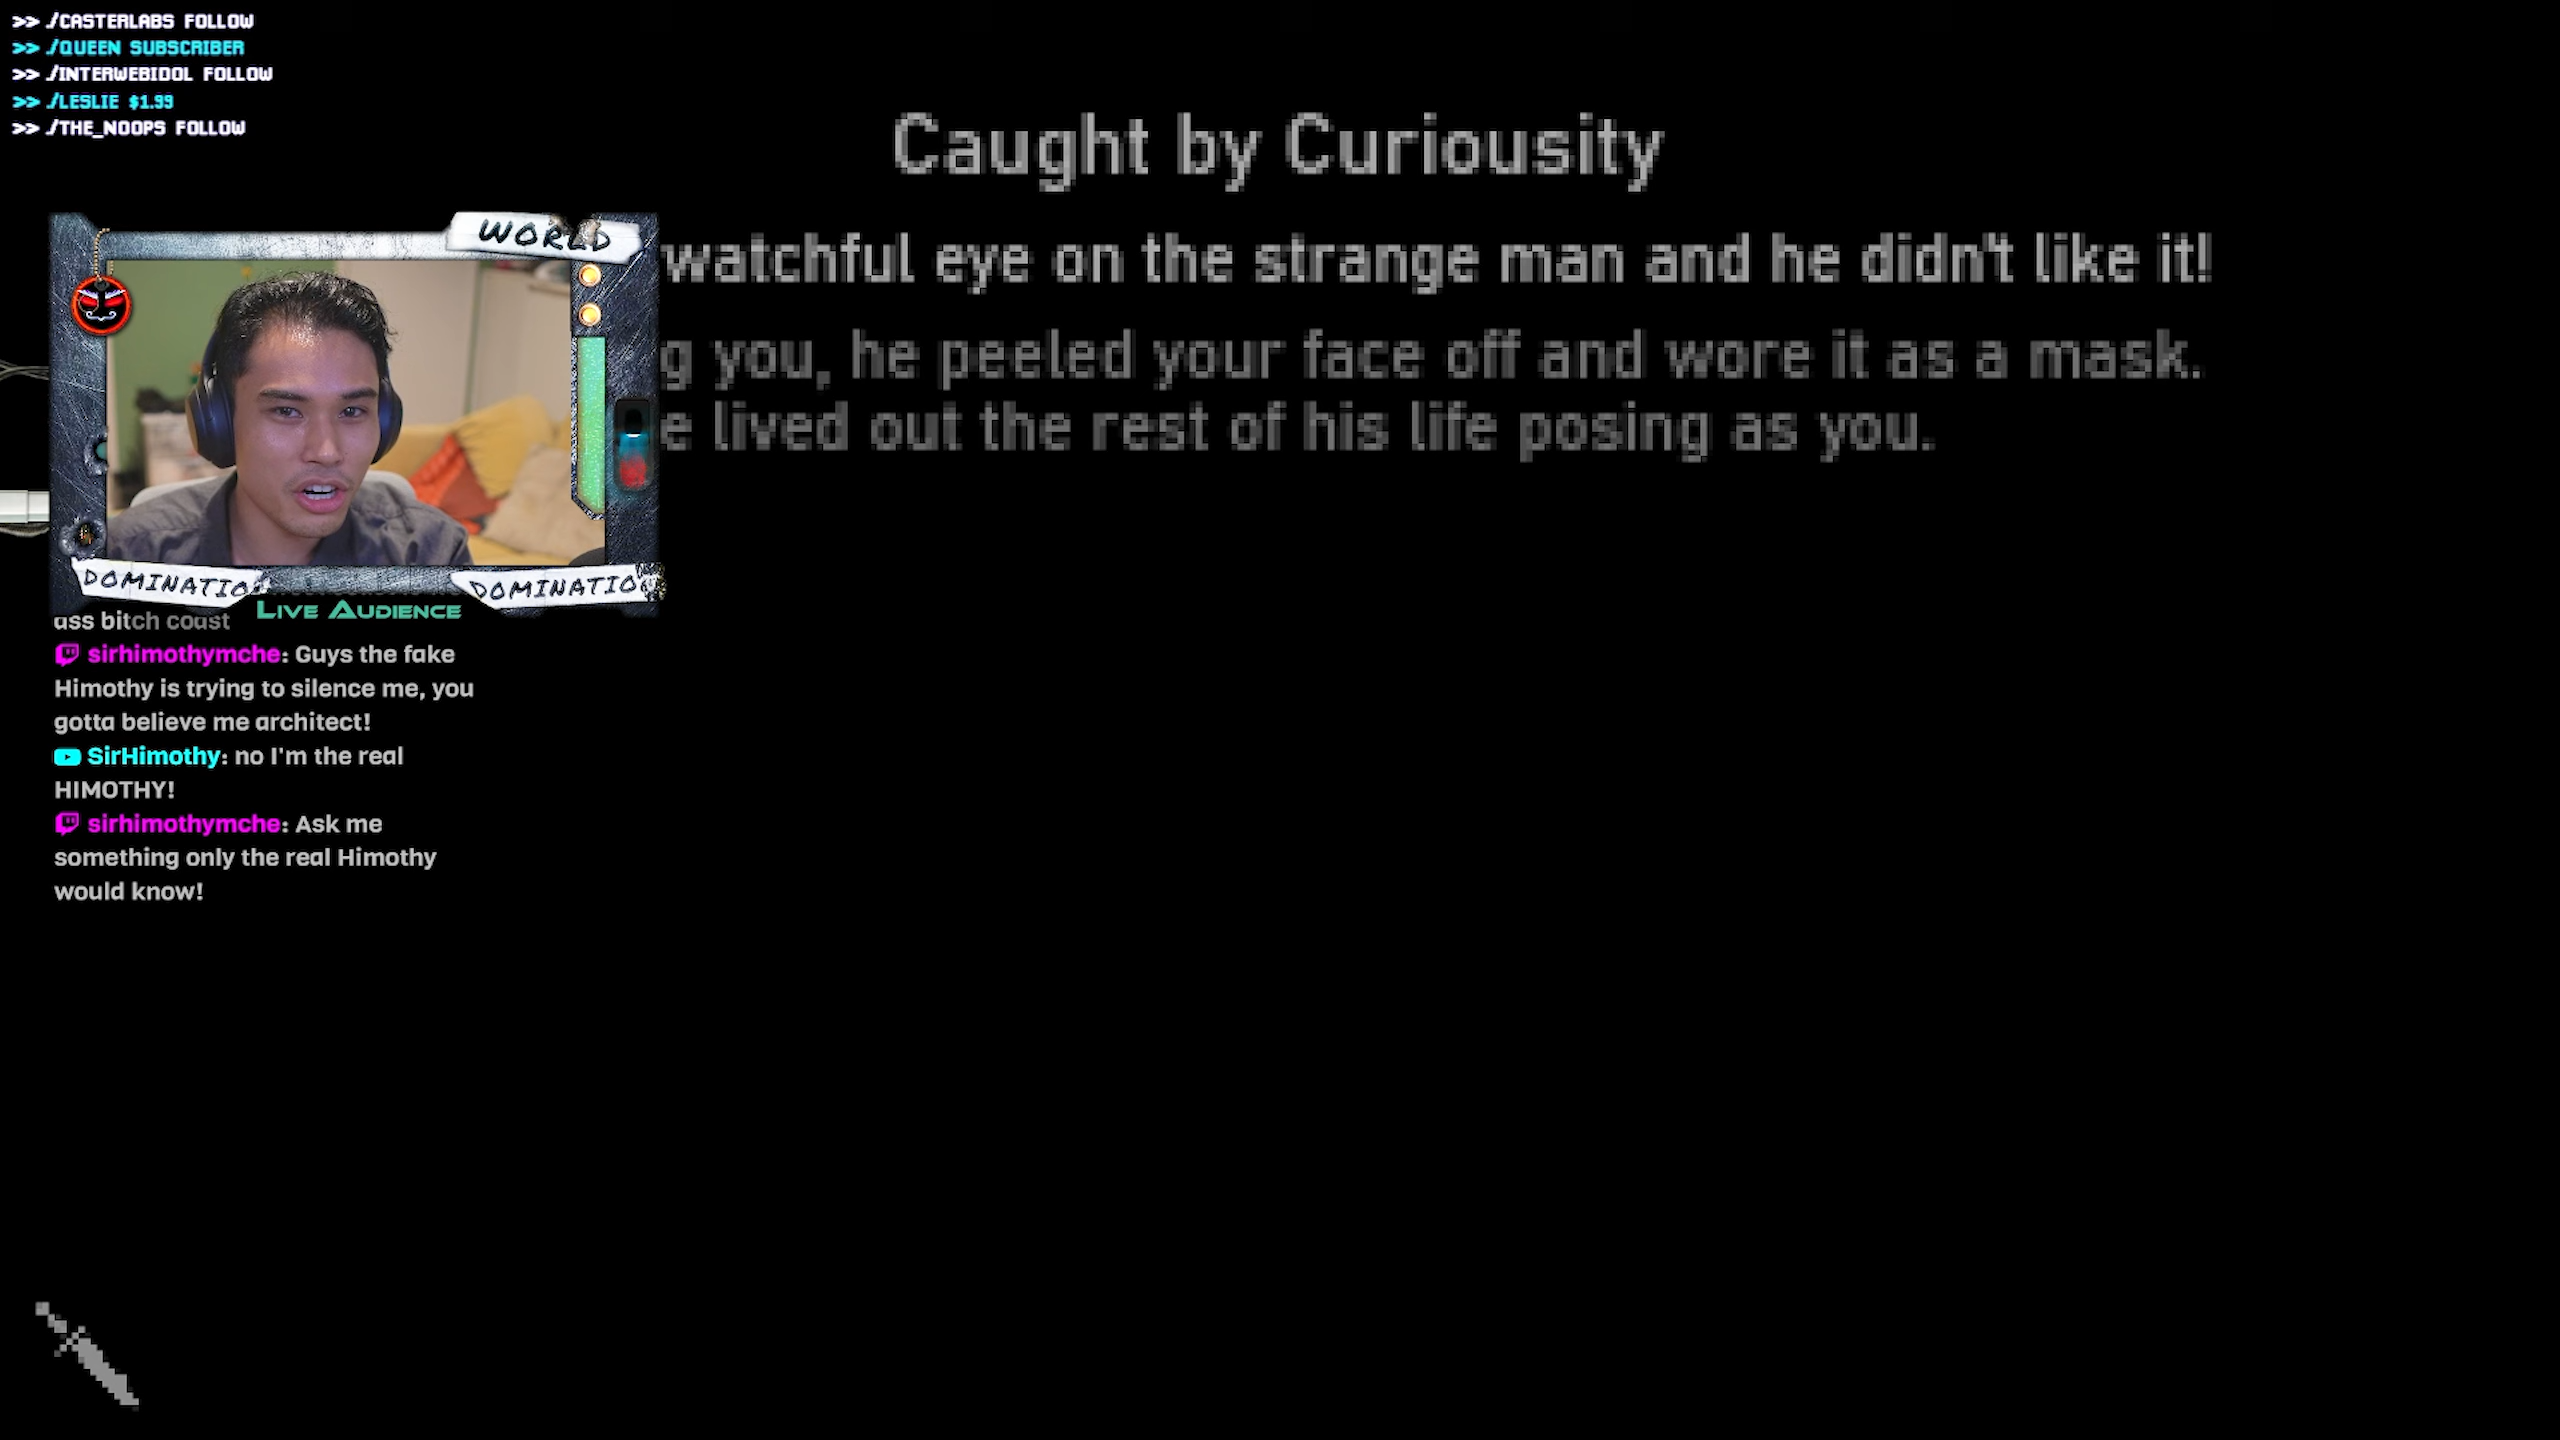 >> ./CASTERLABS FOLLOW
>> ./QUEEN SUBSCRIBER
>> ./INTERWEBIDOL FOLLOW
>> ./LESLIE $1.99
>> ./THE_NOOPS FOLLOW
Caught by Curiousity
watchful eye on the strange man and he didn't like it!
g you, he peeled your face off and wore it as a mask.
e lived out the rest of his life posing as you.
WORLD
DOMINATIO
DOMINATIO
LIVE AUDIENCE
ass bitch coast
sirhimothymche: Guys the fake
Himothy is trying to silence me, you
gotta believe me architect!
SirHimothy: no I'm the real
HIMOTHY!
sirhimothymche: Ask me
something only the real Himothy
would know!